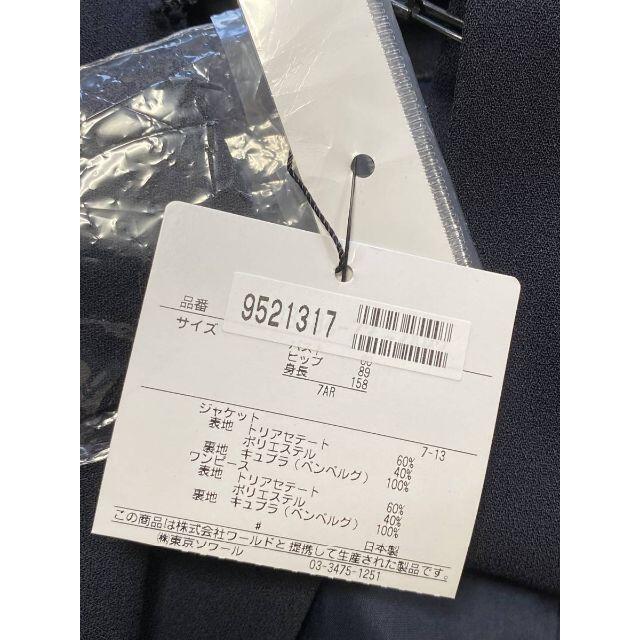 品番 9521317
サイズ
ヒップ
89
身長 158
7AR
ジャケット 7-13
表地 トリアセテート 60%
ポリエステル 40%
裏地 キュプラ(ベンベルグ) 100%
ワンピース
表地 トリアセテート 60%
ポリエステル 40%
裏地 キュプラ(ベンベルグ) 100%
# 日本製
この商品は株式会社ワールドと提携して生産された製品です。
㈱東京ソワール 03-3475-1251